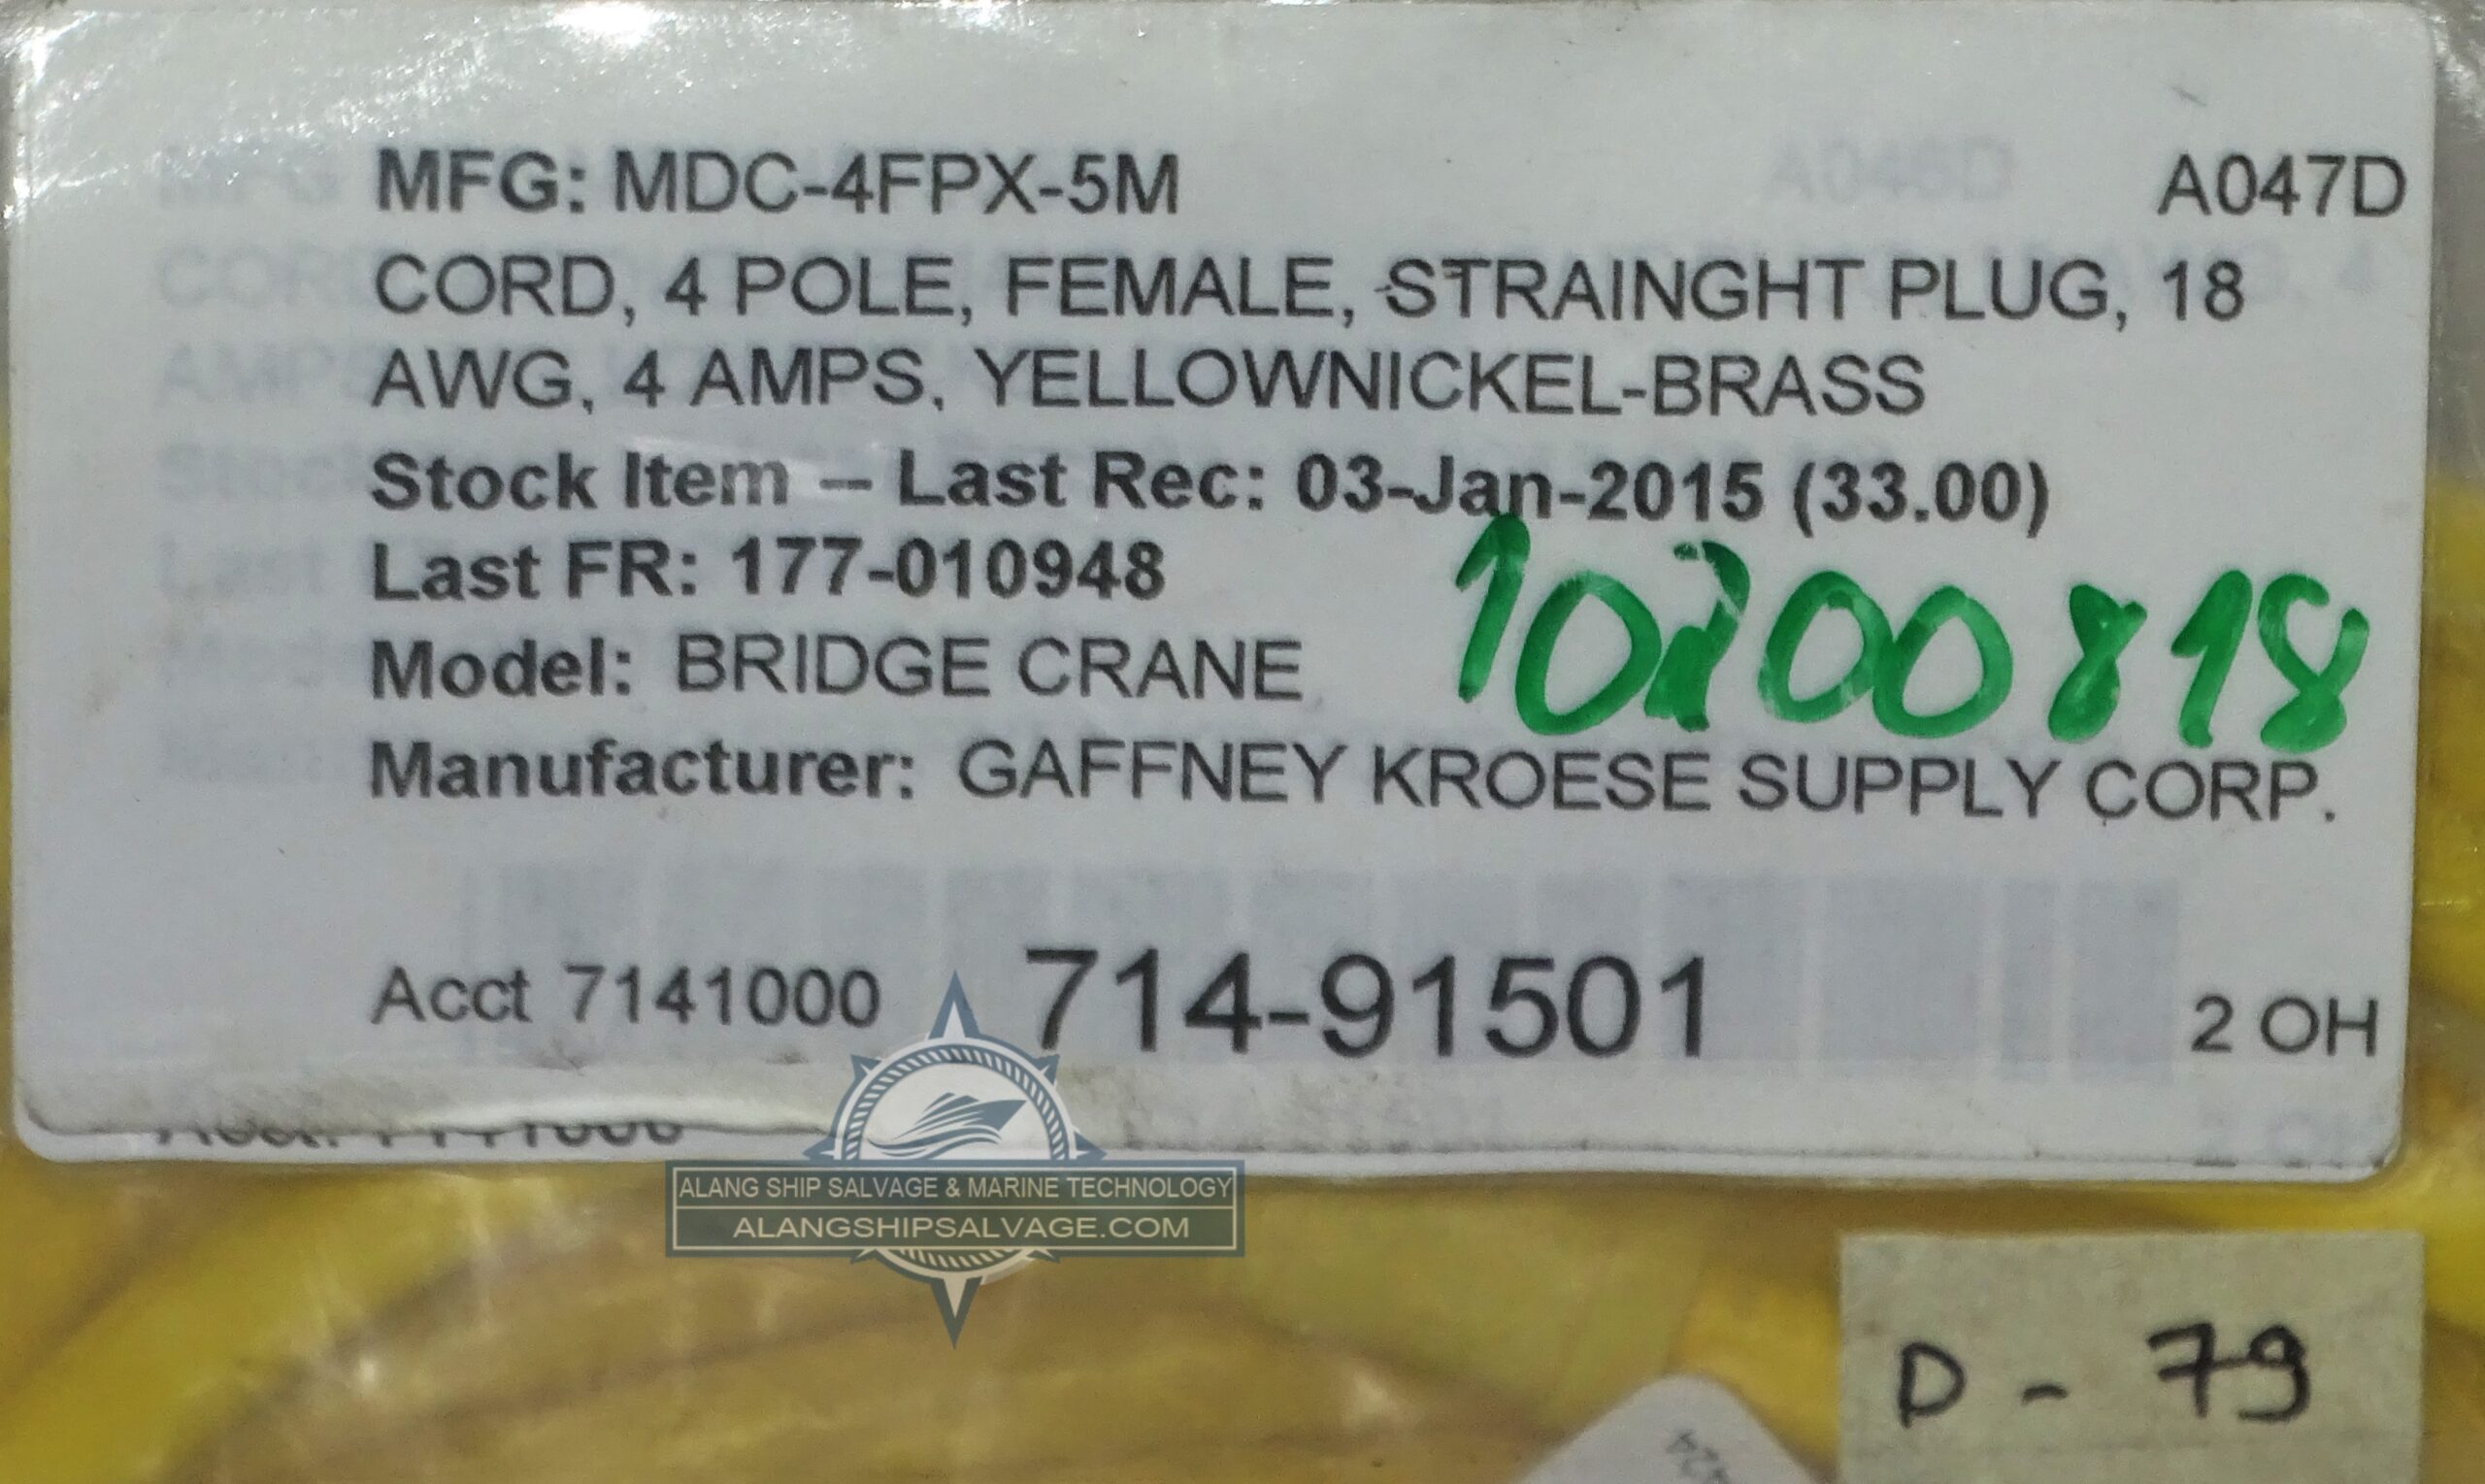 MFG: MDC-4FPX-5M A047D
CORD, 4 POLE, FEMALE, STRAINGHT PLUG, 18
AWG, 4 AMPS, YELLOWNICKEL-BRASS
Stock Item – Last Rec: 03-Jan-2015 (33.00)
Last FR: 177-010948
Model: BRIDGE CRANE
Manufacturer: GAFFNEY KROESE SUPPLY CORP.
Acct 7141000 714-91501 2 OH
ALANG SHIP SALVAGE & MARINE TECHNOLOGY
ALANGSHIPSALVAGE.COM
D - 79